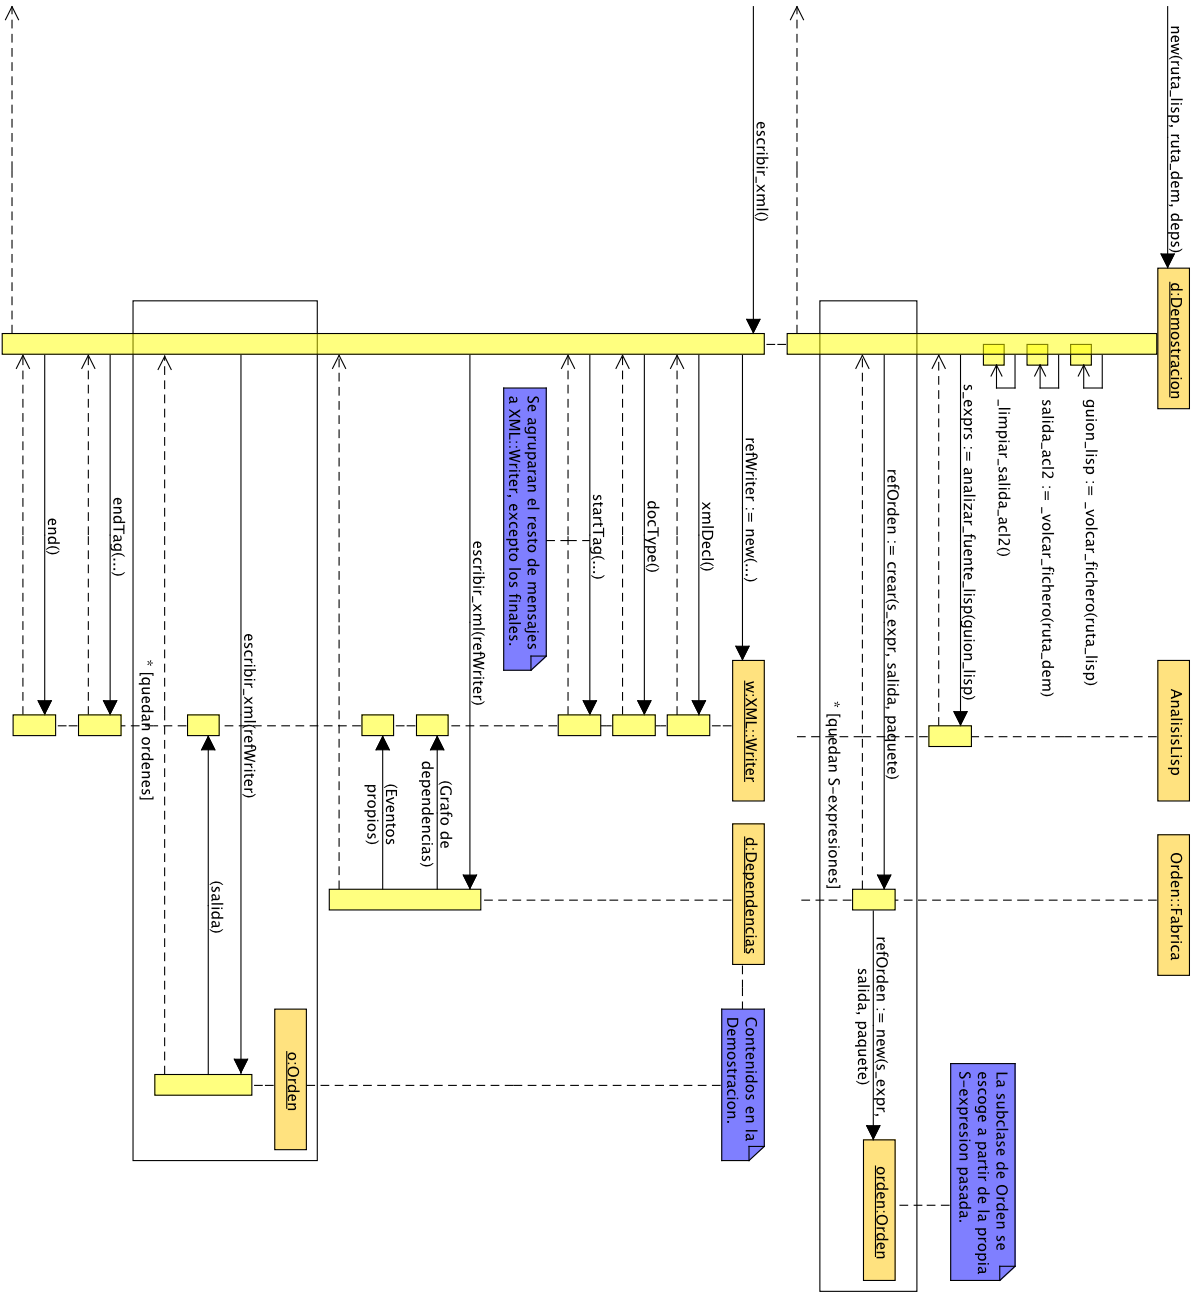 new(ruta_lisp, ruta_dem, deps)
d:Demostracion
AnalisisLisp
Orden::Fabrica
guion_lisp := _volcar_fichero(ruta_lisp)
salida_acl2 := _volcar_fichero(ruta_dem)
_limpiar_salida_acl2()
s_exprs := analizar_fuente_lisp(guion_lisp)
La subclase de Orden se
escoge a partir de la propia
S-expresion pasada.
refOrden := crear(s_expr, salida, paquete)
refOrden := new(s_expr,
salida, paquete)
orden:Orden
* [quedan S-expresiones]
escribir_xml()
refWriter := new(...)
w:XML::Writer
d:Dependencias
Contenidos en la
Demostracion.
xmlDecl()
docType()
startTag(...)
Se agruparan el resto de mensajes
a XML::Writer, excepto los finales.
escribir_xml(refWriter)
(Grafo de
dependencias)
(Eventos
propios)
o:Orden
escribir_xml(refWriter)
(salida)
* [quedan ordenes]
endTag(...)
end()